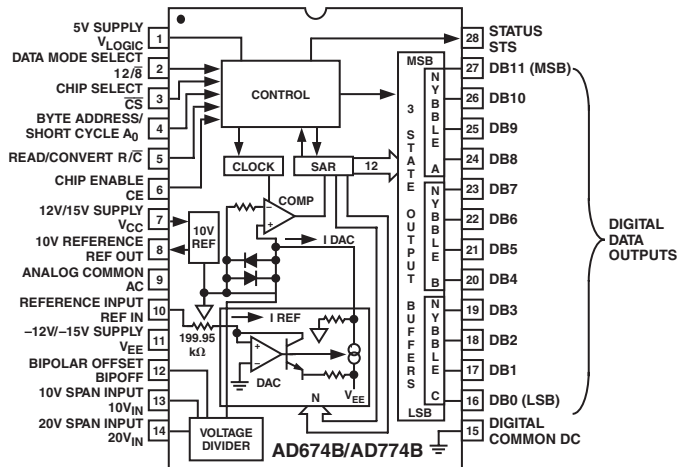 5V SUPPLY
VLOGIC
1
DATA MODE SELECT
12/8̅
2
CHIP SELECT
C̅S̅
3
BYTE ADDRESS/
SHORT CYCLE A0
4
READ/CONVERT R/C̅
5
CHIP ENABLE
CE
6
12V/15V SUPPLY
VCC
7
10V REFERENCE
REF OUT
8
ANALOG COMMON
AC
9
REFERENCE INPUT
REF IN
10
–12V/–15V SUPPLY
VEE
11
BIPOLAR OFFSET
BIPOFF
12
10V SPAN INPUT
10VIN
13
20V SPAN INPUT
20VIN
14
CONTROL
CLOCK
SAR
12
COMP
–
+
10V
REF
I DAC
I REF
199.95
kΩ
+
–
DAC
VEE
N
VOLTAGE
DIVIDER
AD674B/AD774B
MSB
3 STATE OUTPUT BUFFERS
LSB
NYBBLE A
NYBBLE B
NYBBLE C
28
STATUS
STS
27
DB11 (MSB)
26
DB10
25
DB9
24
DB8
23
DB7
22
DB6
21
DB5
20
DB4
19
DB3
18
DB2
17
DB1
16
DB0 (LSB)
15
DIGITAL
COMMON DC
DIGITAL
DATA
OUTPUTS